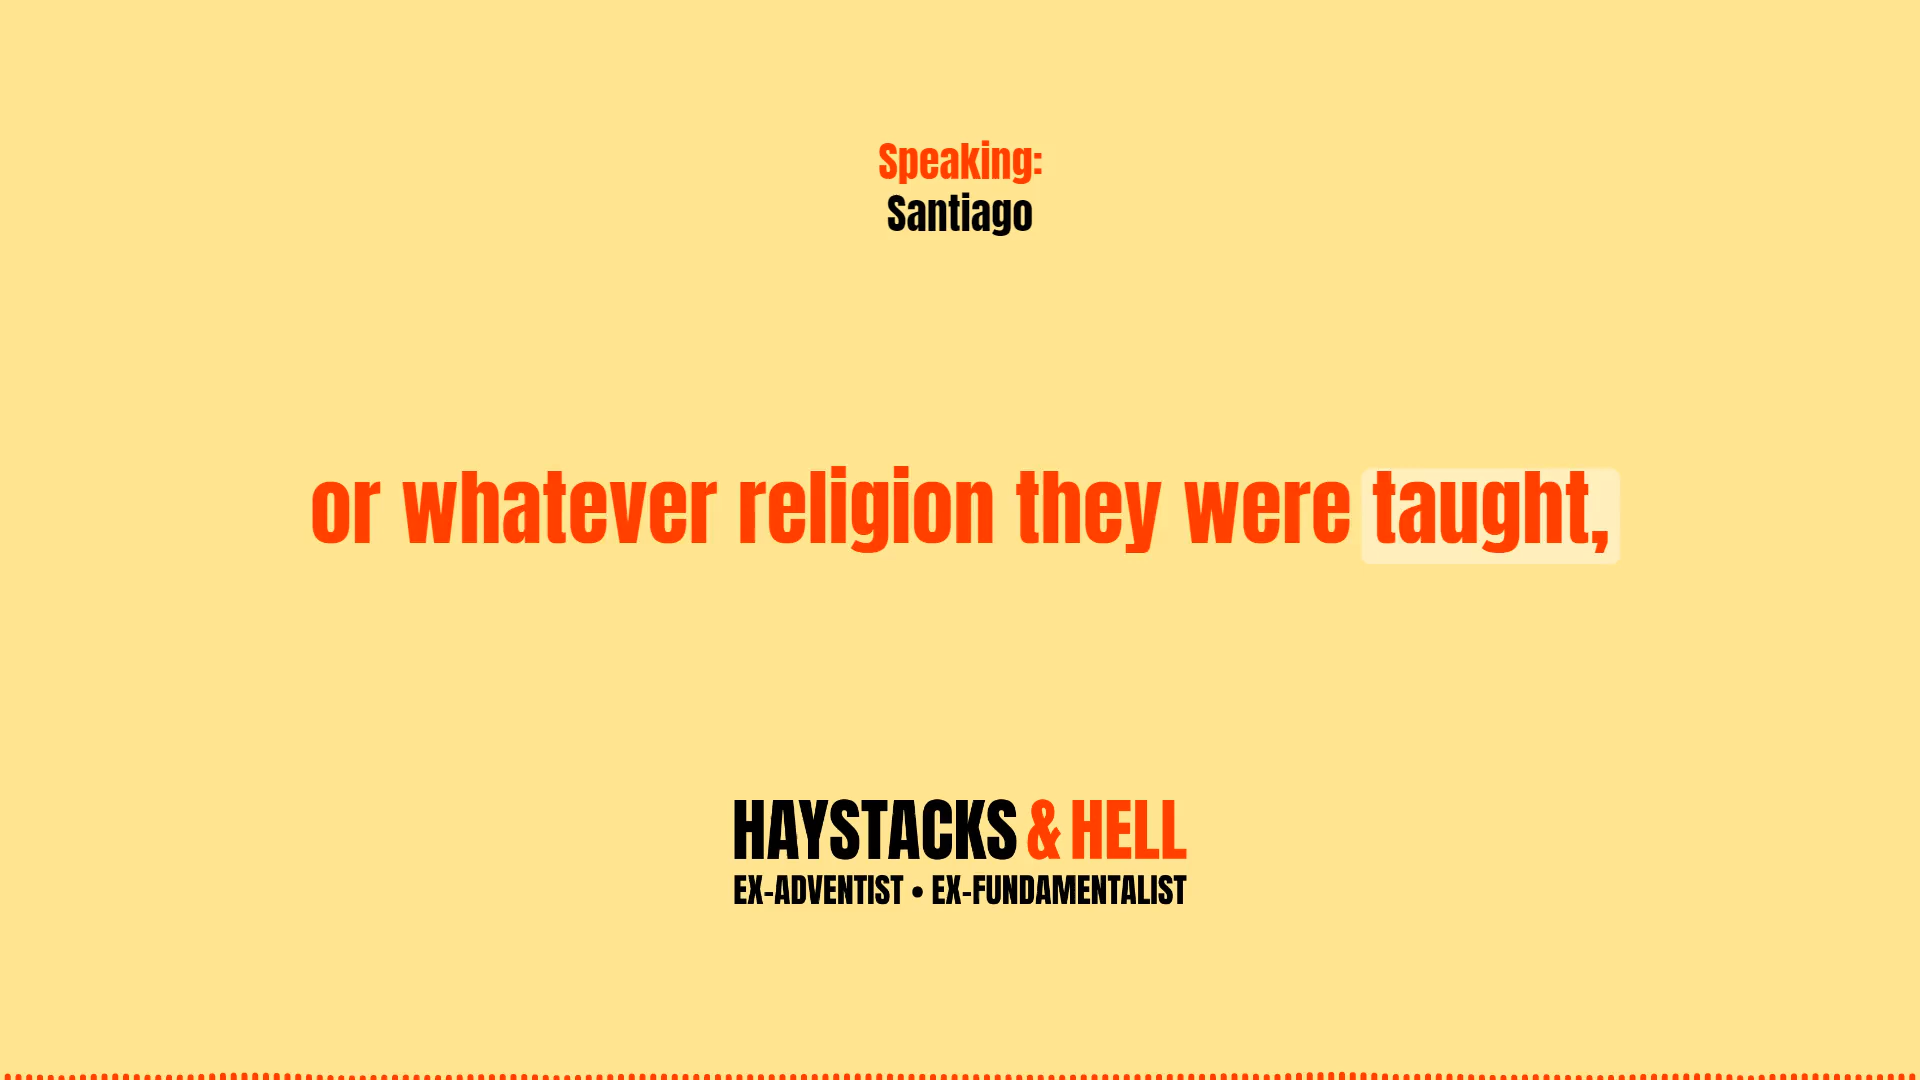 Speaking:
Santiago
or whatever religion they were taught,
HAYSTACKS & HELL
EX-ADVENTIST • EX-FUNDAMENTALIST